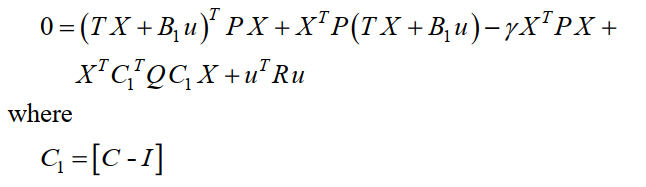 0 = (TX + B₁u)ᵀ PX + XᵀP(TX + B₁u) − γXᵀPX +
XᵀC₁ᵀQC₁X + uᵀRu
where
C₁ = [C - I]